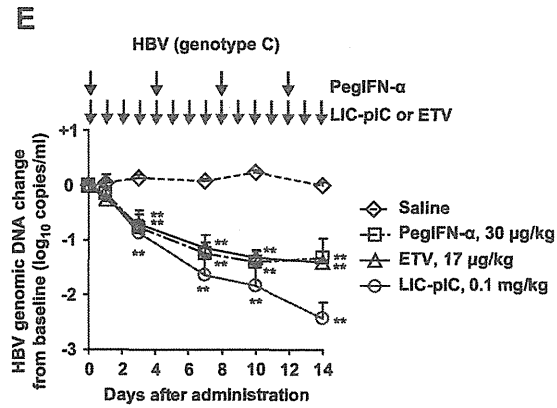 E
HBV (genotype C)
PegIFN-α
LIC-pIC or ETV
HBV genomic DNA change
from baseline (log10 copies/ml)
+1
0
-1
-2
-3
** ** ** ** **
** ** ** ** **
** ** ** **
0 2 4 6 8 10 12 14
Days after administration
Saline
PegIFN-α, 30 µg/kg
ETV, 17 µg/kg
LIC-pIC, 0.1 mg/kg